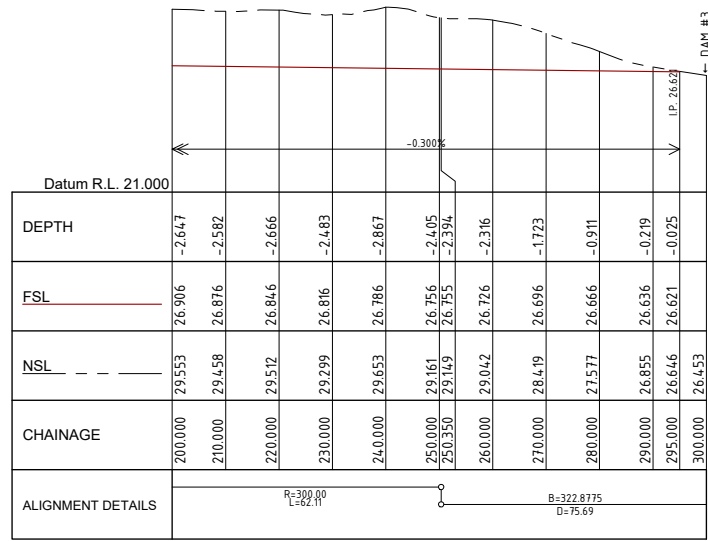 ← DAM #3
I.P. 26.621
-0.300%
Datum R.L. 21.000
DEPTH -2.647 -2.582 -2.666 -2.483 -2.867 -2.405 -2.394 -2.316 -1.723 -0.911 -0.219 -0.025
FSL 26.906 26.876 26.846 26.816 26.786 26.756 26.755 26.726 26.696 26.666 26.636 26.621
NSL 29.553 29.458 29.512 29.299 29.653 29.161 29.149 29.042 28.419 27.577 26.855 26.646 26.453
CHAINAGE 200.000 210.000 220.000 230.000 240.000 250.000 250.350 260.000 270.000 280.000 290.000 295.000 300.000
ALIGNMENT DETAILS
R=300.00
L=62.11
B=322.8775
D=75.69